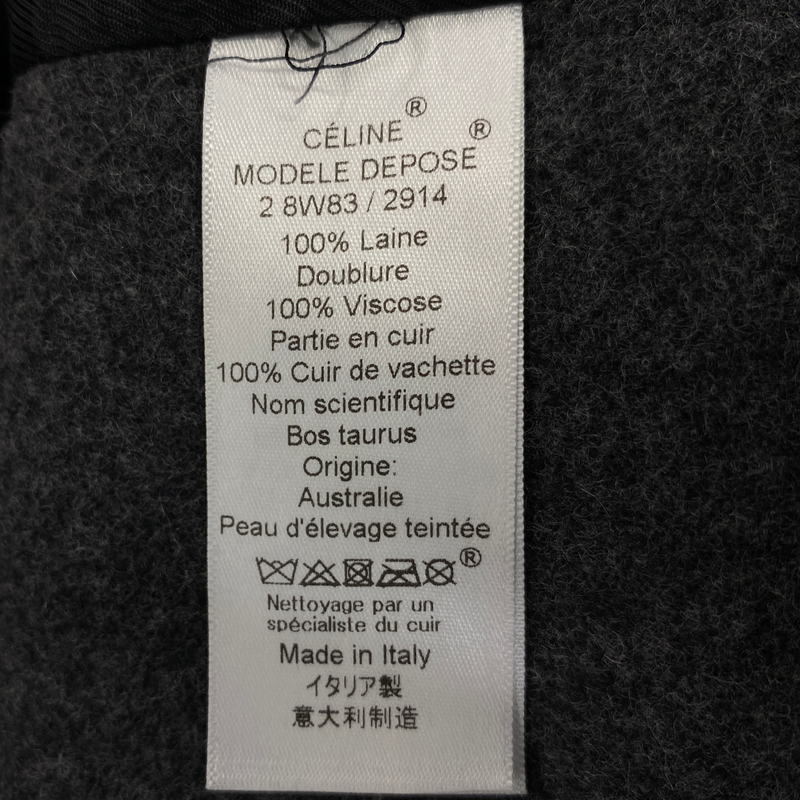 CÉLINE®
MODELE DEPOSE®
2 8W83 / 2914
100% Laine
Doublure
100% Viscose
Partie en cuir
100% Cuir de vachette
Nom scientifique
Bos taurus
Origine:
Australie
Peau d'élevage teintée
®
Nettoyage par un
spécialiste du cuir
Made in Italy
イタリア製
意大利制造